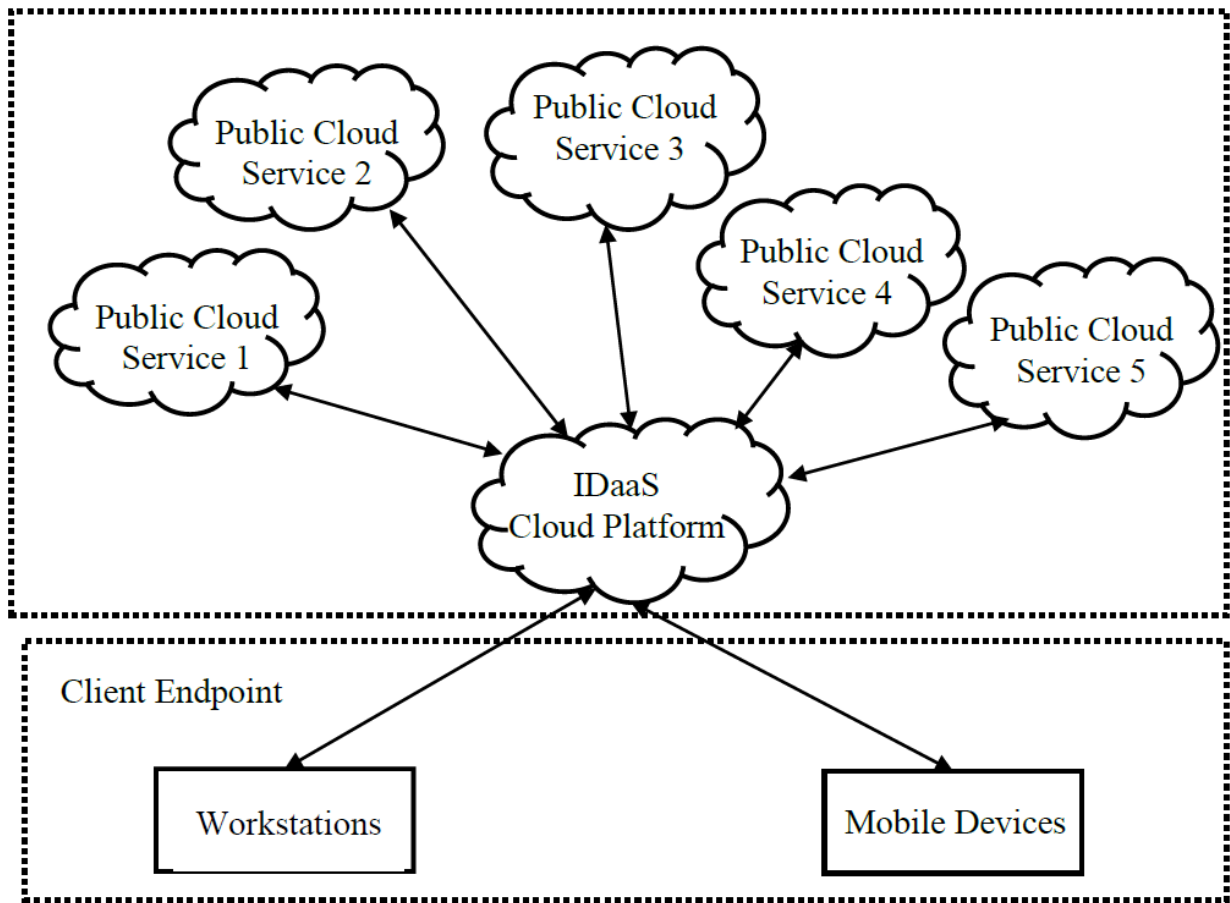 Public Cloud
Service 3
Public Cloud
Service 2
Public Cloud
Service 4
Public Cloud
Service 1
Public Cloud
Service 5
IDaaS
Cloud Platform
Client Endpoint
Workstations
Mobile Devices